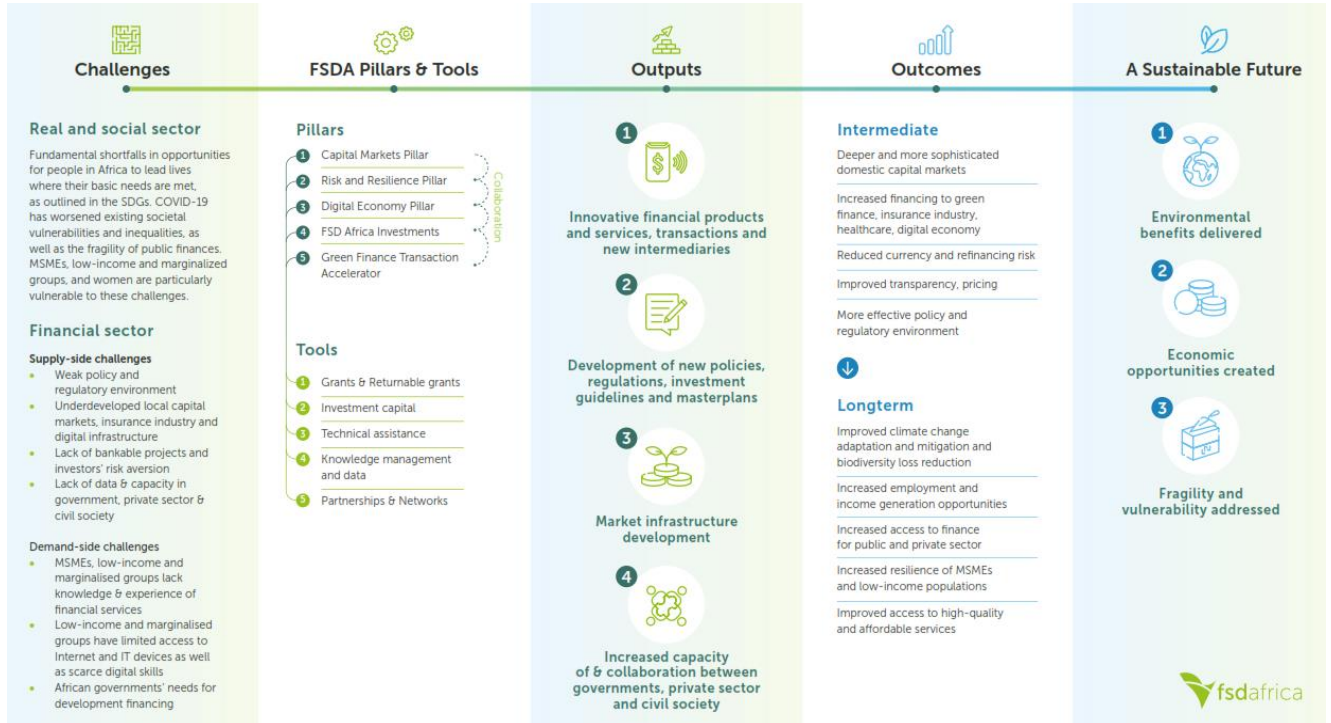 Challenges
Real and social sector
Fundamental shortfalls in opportunities
for people in Africa to lead lives
where their basic needs are met,
as outlined in the SDGs. COVID-19
has worsened existing societal
vulnerabilities and inequalities, as
well as the fragility of public finances.
MSMEs, low-income and marginalized
groups, and women are particularly
vulnerable to these challenges.
Financial sector
Supply-side challenges
• Weak policy and
regulatory environment
• Underdeveloped local capital
markets, insurance industry and
digital infrastructure
• Lack of bankable projects and
investors' risk aversion
• Lack of data & capacity in
government, private sector &
civil society
Demand-side challenges
• MSMEs, low-income and
marginalised groups lack
knowledge & experience of
financial services
• Low-income and marginalised
groups have limited access to
Internet and IT devices as well
as scarce digital skills
• African governments' needs for
development financing
FSDA Pillars & Tools
Pillars
1 Capital Markets Pillar
2 Risk and Resilience Pillar
3 Digital Economy Pillar
4 FSD Africa Investments
5 Green Finance Transaction
Accelerator
Collaboration
Tools
1 Grants & Returnable grants
2 Investment capital
3 Technical assistance
4 Knowledge management
and data
5 Partnerships & Networks
Outputs
1
$
Innovative financial products
and services, transactions and
new intermediaries
2
Development of new policies,
regulations, investment
guidelines and masterplans
3
Market infrastructure
development
4
Increased capacity
of & collaboration between
governments, private sector
and civil society
Outcomes
Intermediate
Deeper and more sophisticated
domestic capital markets
Increased financing to green
finance, insurance industry,
healthcare, digital economy
Reduced currency and refinancing risk
Improved transparency, pricing
More effective policy and
regulatory environment
Longterm
Improved climate change
adaptation and mitigation and
biodiversity loss reduction
Increased employment and
income generation opportunities
Increased access to finance
for public and private sector
Increased resilience of MSMEs
and low-income populations
Improved access to high-quality
and affordable services
A Sustainable Future
1
Environmental
benefits delivered
2
Economic
opportunities created
3
Fragility and
vulnerability addressed
fsdafrica